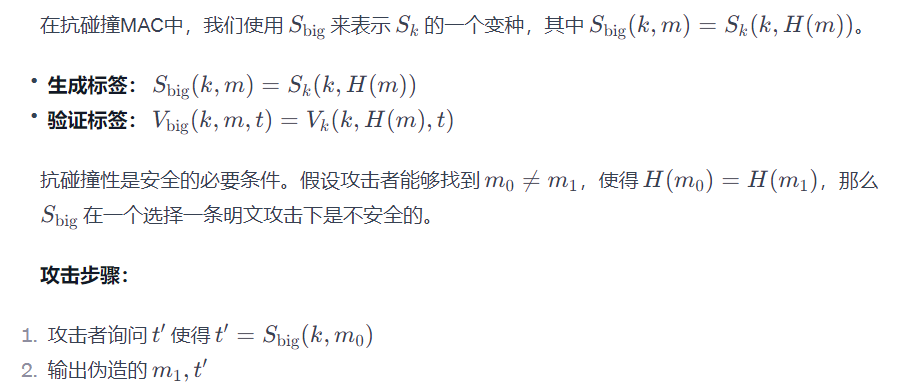 在抗碰撞MAC中，我们使用 $S_{\text{big}}$ 来表示 $S_k$ 的一个变种，其中 $S_{\text{big}}(k, m) = S_k(k, H(m))$。
• 生成标签： $S_{\text{big}}(k, m) = S_k(k, H(m))$
• 验证标签： $V_{\text{big}}(k, m, t) = V_k(k, H(m), t)$
抗碰撞性是安全的必要条件。假设攻击者能够找到 $m_0 \neq m_1$，使得 $H(m_0) = H(m_1)$，那么
$S_{\text{big}}$ 在一个选择一条明文攻击下是不安全的。
攻击步骤：
1. 攻击者询问 $t'$ 使得 $t' = S_{\text{big}}(k, m_0)$
2. 输出伪造的 $m_1, t'$